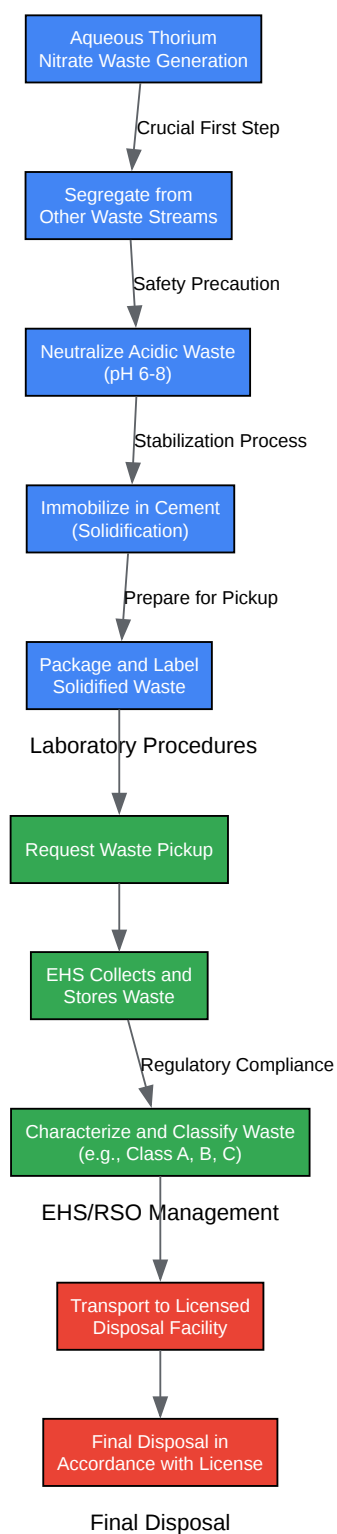 Aqueous Thorium
Nitrate Waste Generation
Crucial First Step
Segregate from
Other Waste Streams
Safety Precaution
Neutralize Acidic Waste
(pH 6-8)
Stabilization Process
Immobilize in Cement
(Solidification)
Prepare for Pickup
Package and Label
Solidified Waste
Laboratory Procedures
Request Waste Pickup
EHS Collects and
Stores Waste
Regulatory Compliance
Characterize and Classify Waste
(e.g., Class A, B, C)
EHS/RSO Management
Transport to Licensed
Disposal Facility
Final Disposal in
Accordance with License
Final Disposal